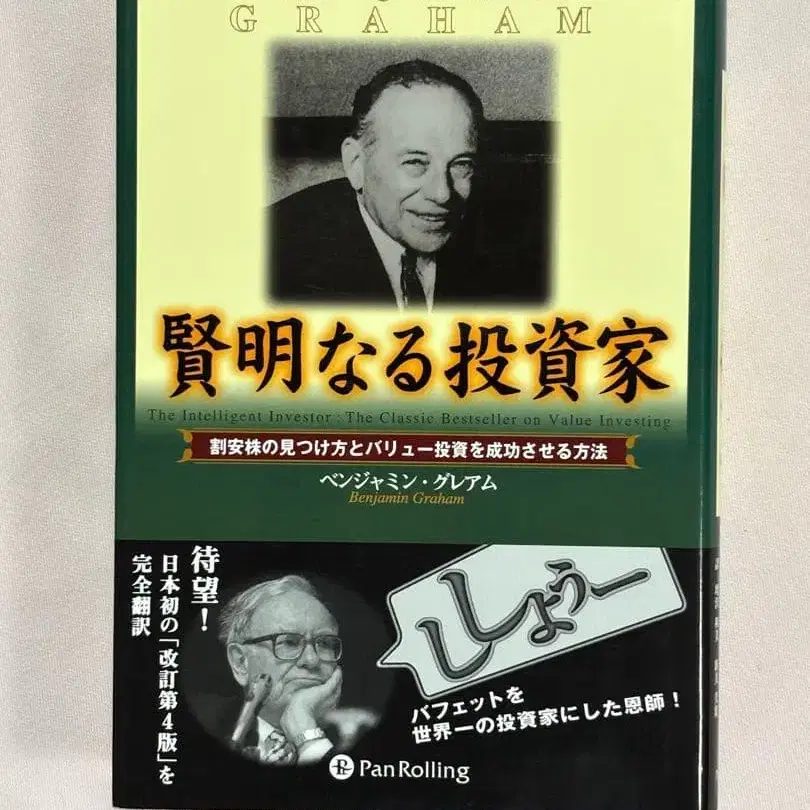 GRAHAM
賢明なる投資家
The Intelligent Investor : The Classic Bestseller on Value Investing
割安株の見つけ方とバリュー投資を成功させる方法
ベンジャミン・グレアム
Benjamin Graham
待望!
日本初の「改訂第4版」を
完全翻訳
ししょうー
バフェットを
世界一の投資家にした恩師!
PanRolling